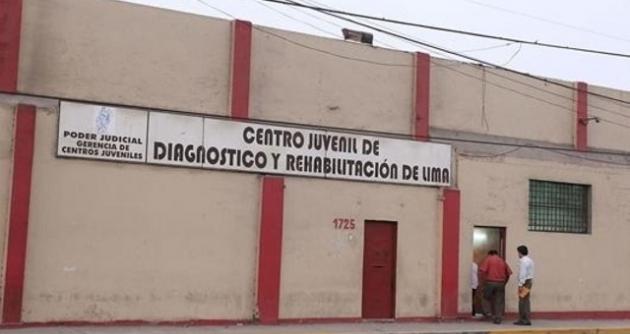 PODER JUDICIAL
GERENCIA DE
CENTROS JUVENILES
CENTRO JUVENIL DE
DIAGNOSTICO Y REHABILITACIÓN DE LIMA
1725